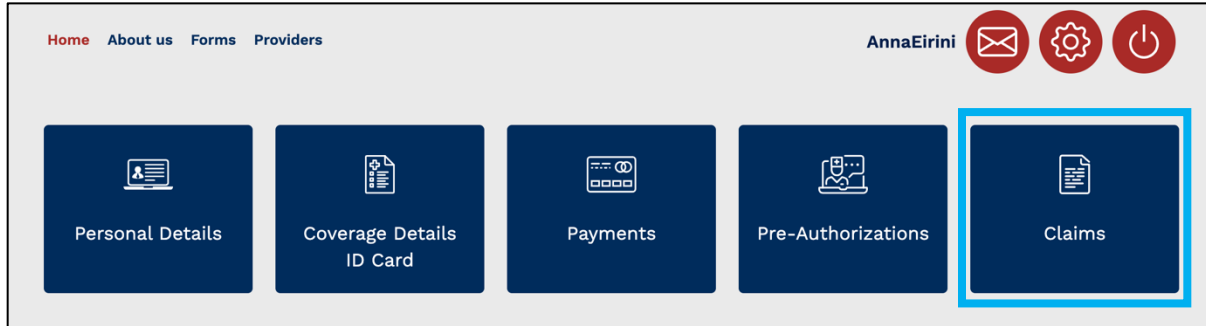 Home About us Forms Providers AnnaEirini
Personal Details
Coverage Details
ID Card
Payments
Pre-Authorizations
Claims